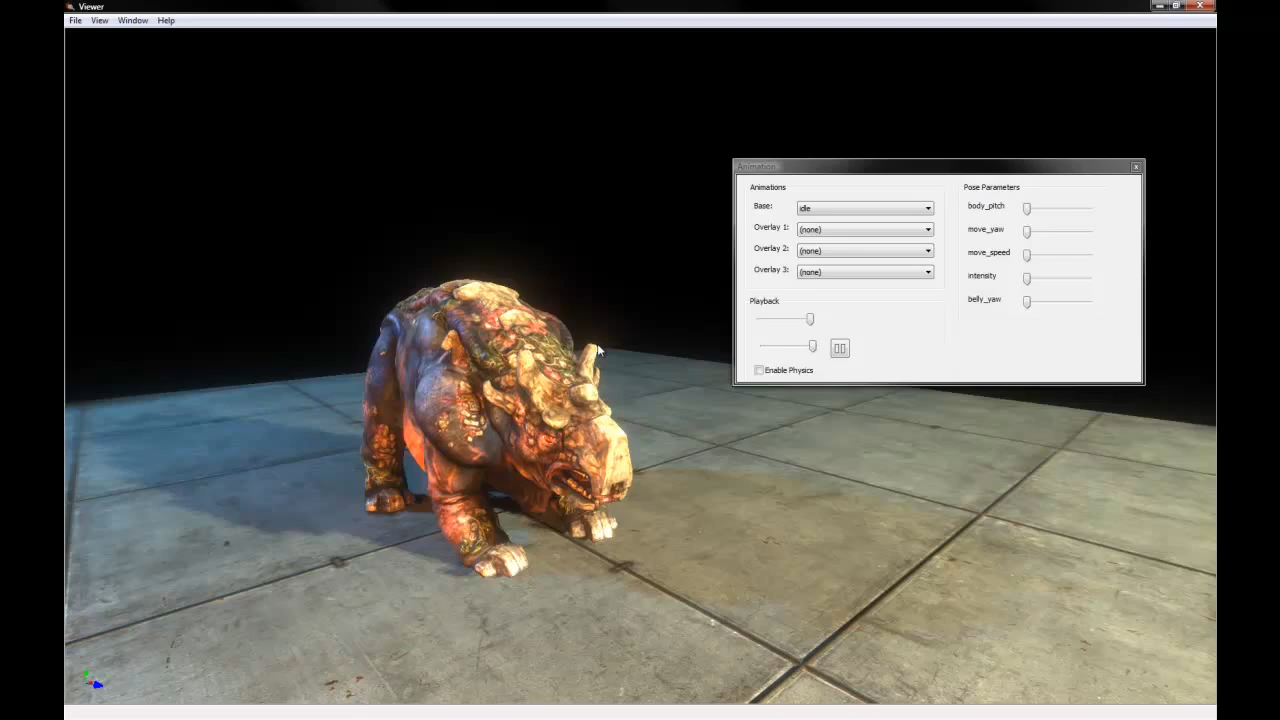 Viewer
File View Window Help
Animation
Animations
Base: idle
Overlay 1: (none)
Overlay 2: (none)
Overlay 3: (none)
Playback
Enable Physics
Pose Parameters
body_pitch
move_yaw
move_speed
intensity
belly_yaw